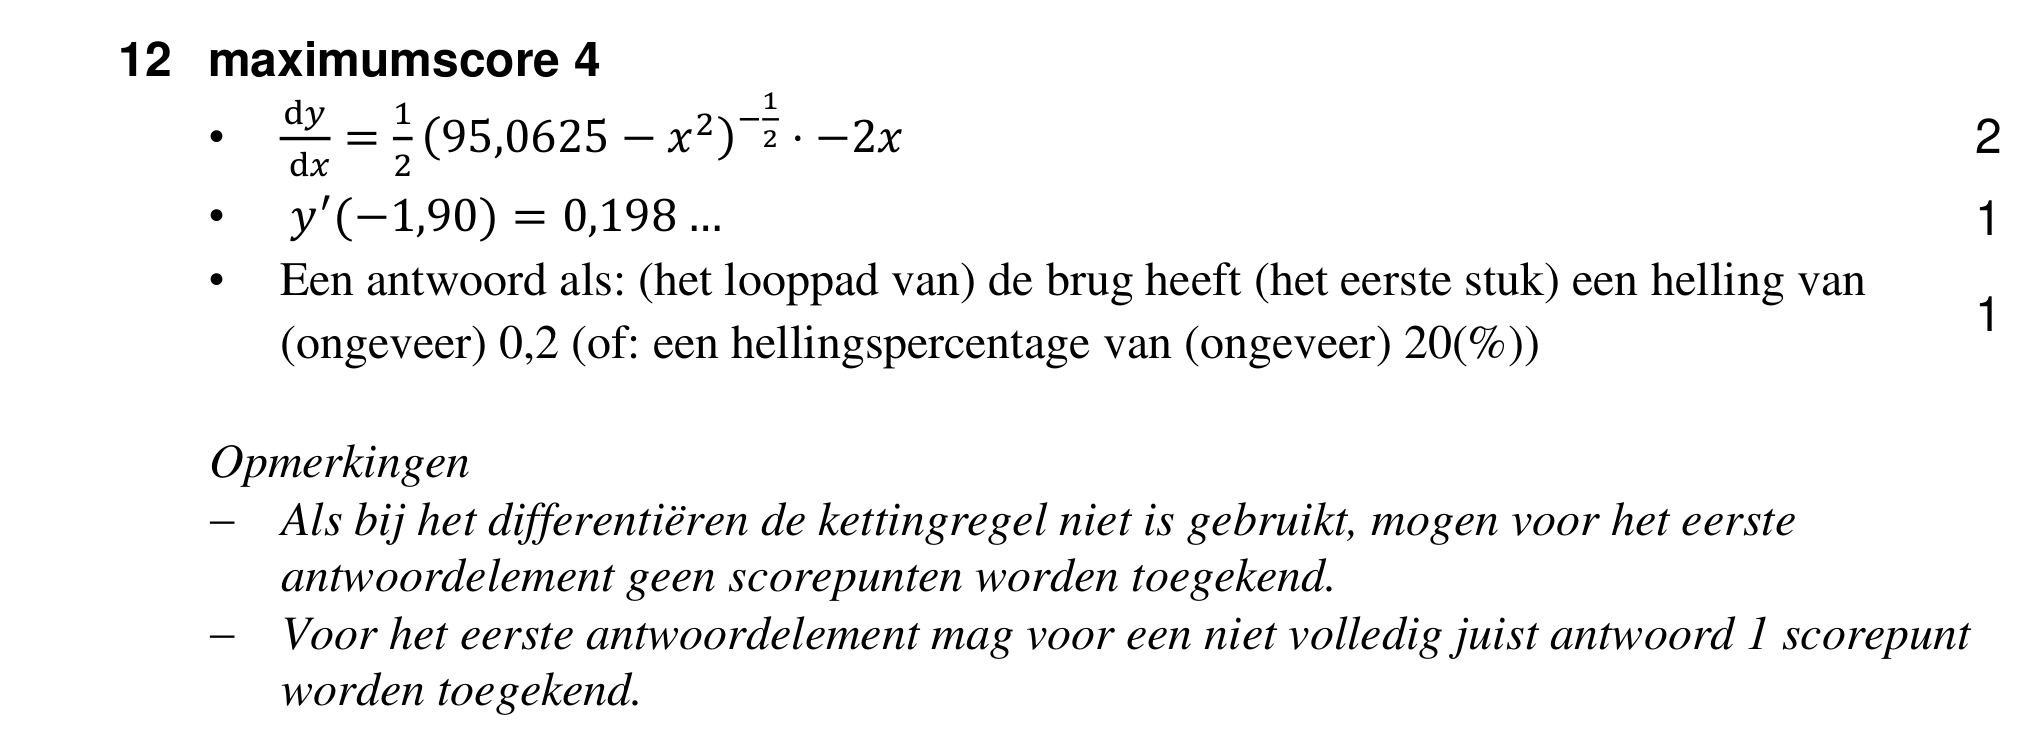 12 maximumscore 4
• dy/dx = 1/2 (95,0625 − x²)^(−1/2) · −2x 2
• y′(−1,90) = 0,198 ... 1
• Een antwoord als: (het looppad van) de brug heeft (het eerste stuk) een helling van
(ongeveer) 0,2 (of: een hellingspercentage van (ongeveer) 20(%)) 1
Opmerkingen
− Als bij het differentiëren de kettingregel niet is gebruikt, mogen voor het eerste
antwoordelement geen scorepunten worden toegekend.
− Voor het eerste antwoordelement mag voor een niet volledig juist antwoord 1 scorepunt
worden toegekend.